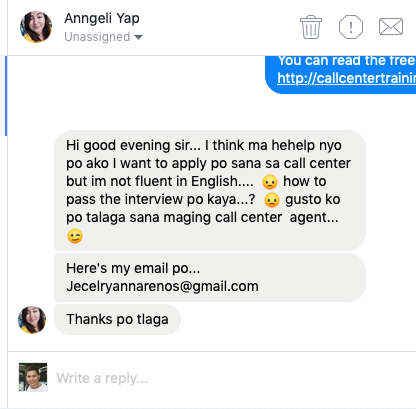 Anngeli Yap
Unassigned
You can read the free
http://callcentertraini
Hi good evening sir... I think ma hehelp nyo
po ako I want to apply po sana sa call center
but im not fluent in English.... 😟 how to
pass the interview po kaya...? 😟 gusto ko
po talaga sana maging call center agent...
😉
Here's my email po...
Jecelryannarenos@gmail.com
Thanks po tlaga
Write a reply...